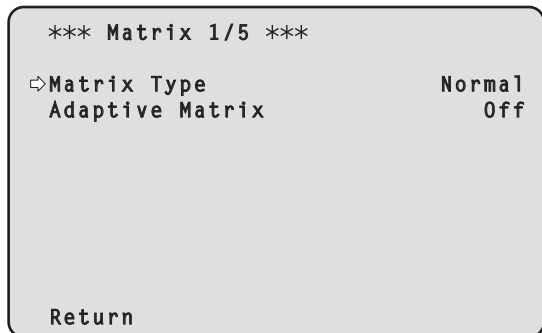 *** Matrix 1/5 ***
⇨Matrix Type Normal
Adaptive Matrix Off
Return